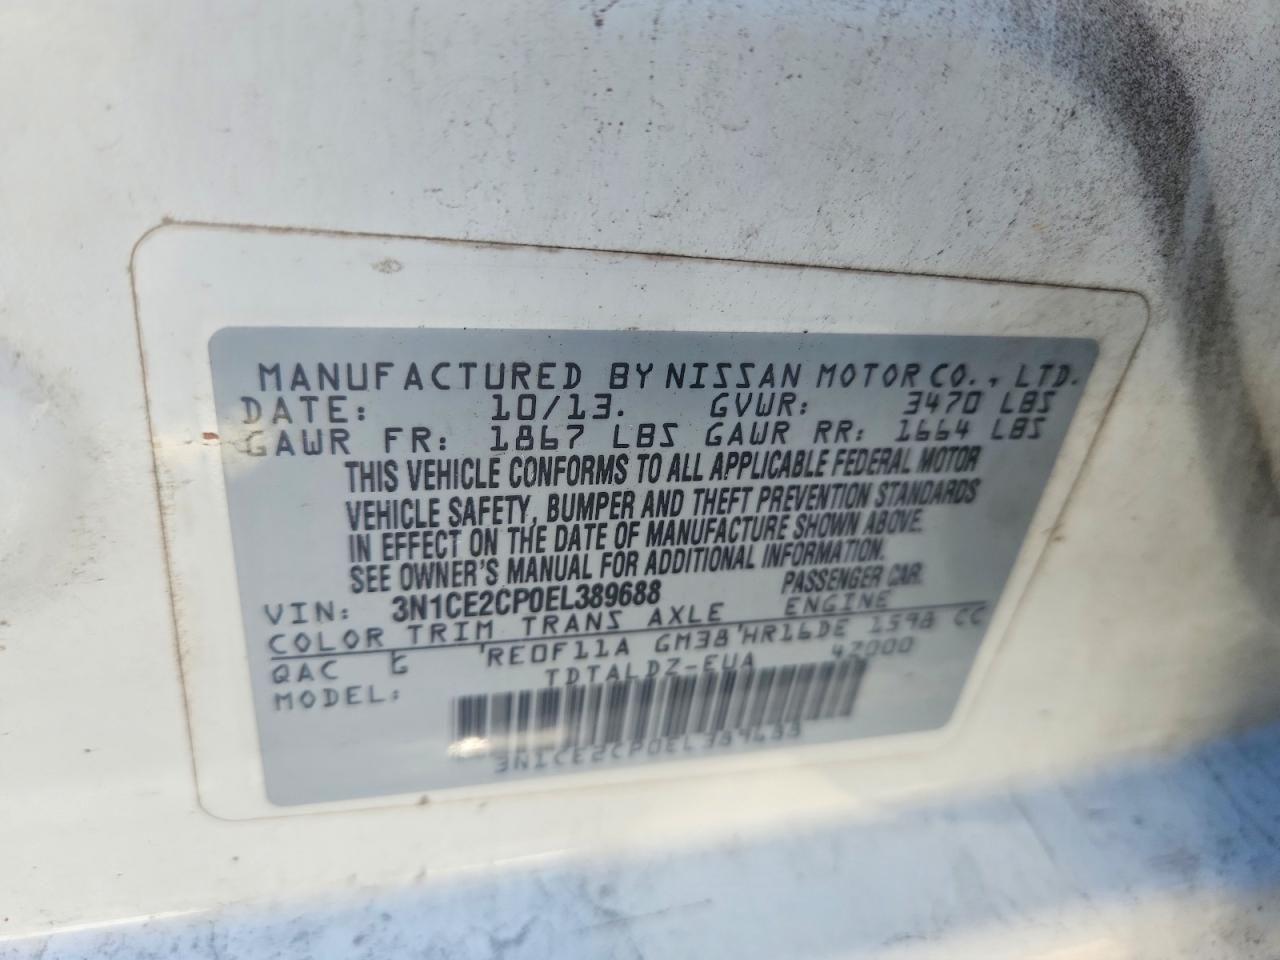 MANUFACTURED BY NISSAN MOTOR CO., LTD.
DATE: 10/13. GVWR: 3470 LBS
GAWR FR: 1867 LBS GAWR RR: 1664 LBS
THIS VEHICLE CONFORMS TO ALL APPLICABLE FEDERAL MOTOR
VEHICLE SAFETY, BUMPER AND THEFT PREVENTION STANDARDS
IN EFFECT ON THE DATE OF MANUFACTURE SHOWN ABOVE.
SEE OWNER'S MANUAL FOR ADDITIONAL INFORMATION.
VIN: 3N1CE2CP0EL389688 PASSENGER CAR.
COLOR TRIM TRANS AXLE ENGINE
QAC G RE0F11A GM38 HR16DE 1598 CC
MODEL: TDTALDZ-EUA 47000
3N1CE2CP0EL389688